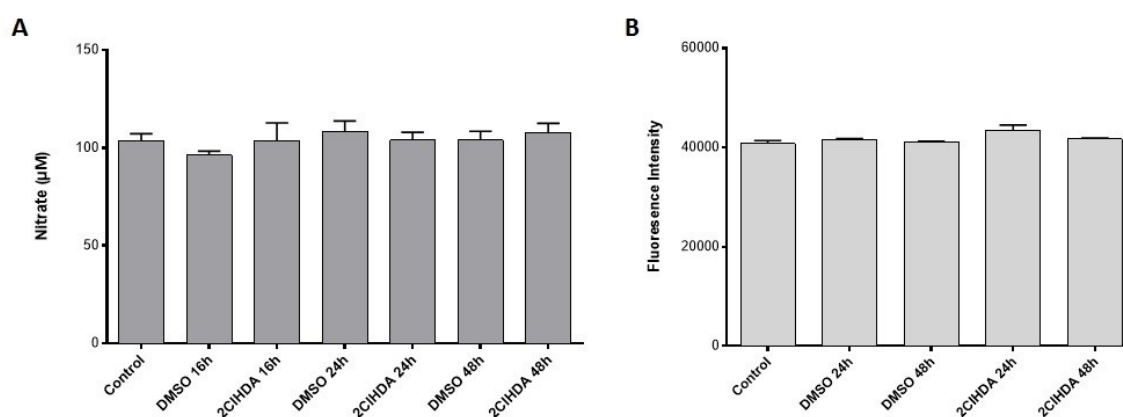 A
Nitrate (µM)
150
100
50
0
Control
DMSO 16h
2ClHDA 16h
DMSO 24h
2ClHDA 24h
DMSO 48h
2ClHDA 48h
B
Fluoresence Intensity
60000
40000
20000
0
Control
DMSO 24h
DMSO 48h
2ClHDA 24h
2ClHDA 48h